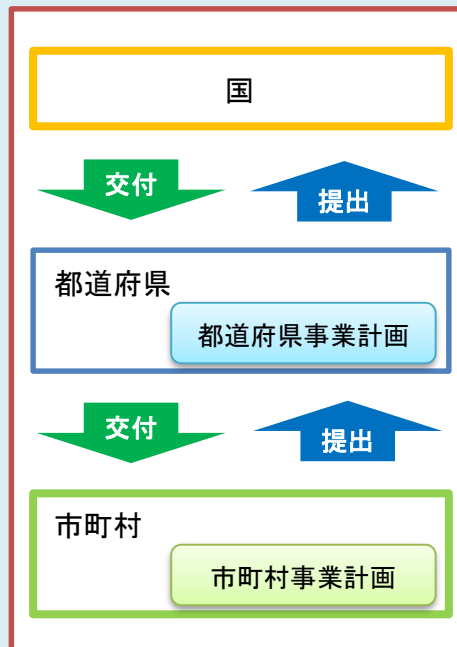 国
交付
提出
都道府県
都道府県事業計画
交付
提出
市町村
市町村事業計画